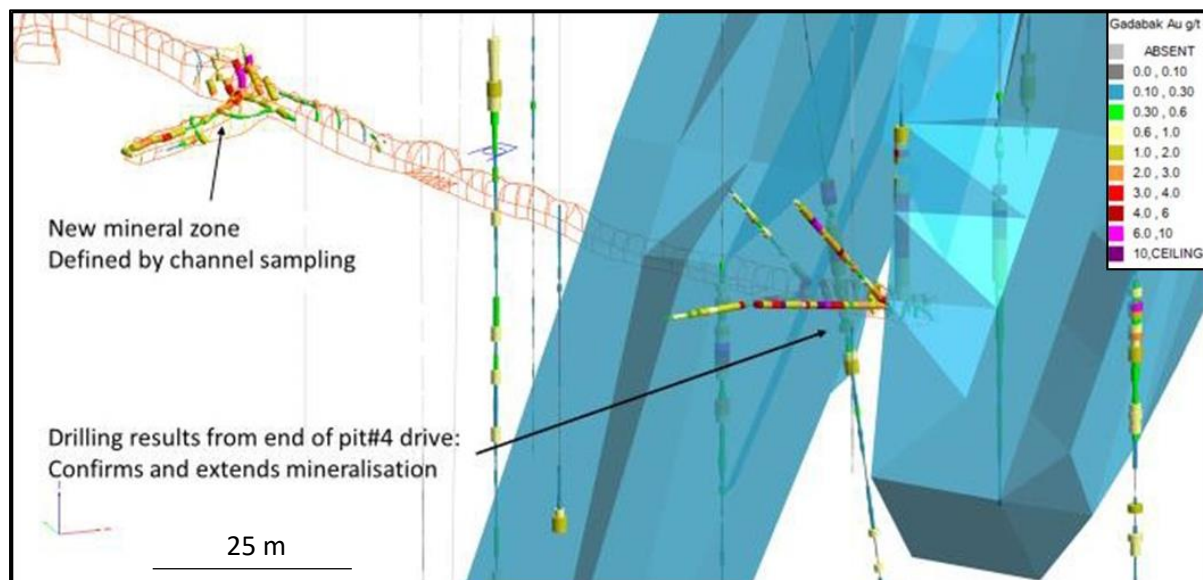 Gadabak Au g/t
ABSENT
0.0 , 0.10
0.10 , 0.30
0.30 , 0.6
0.6 , 1.0
1.0 , 2.0
2.0 , 3.0
3.0 , 4.0
4.0 , 6
6.0 ,10
10,CEILING
New mineral zone
Defined by channel sampling
Drilling results from end of pit#4 drive:
Confirms and extends mineralisation
25 m